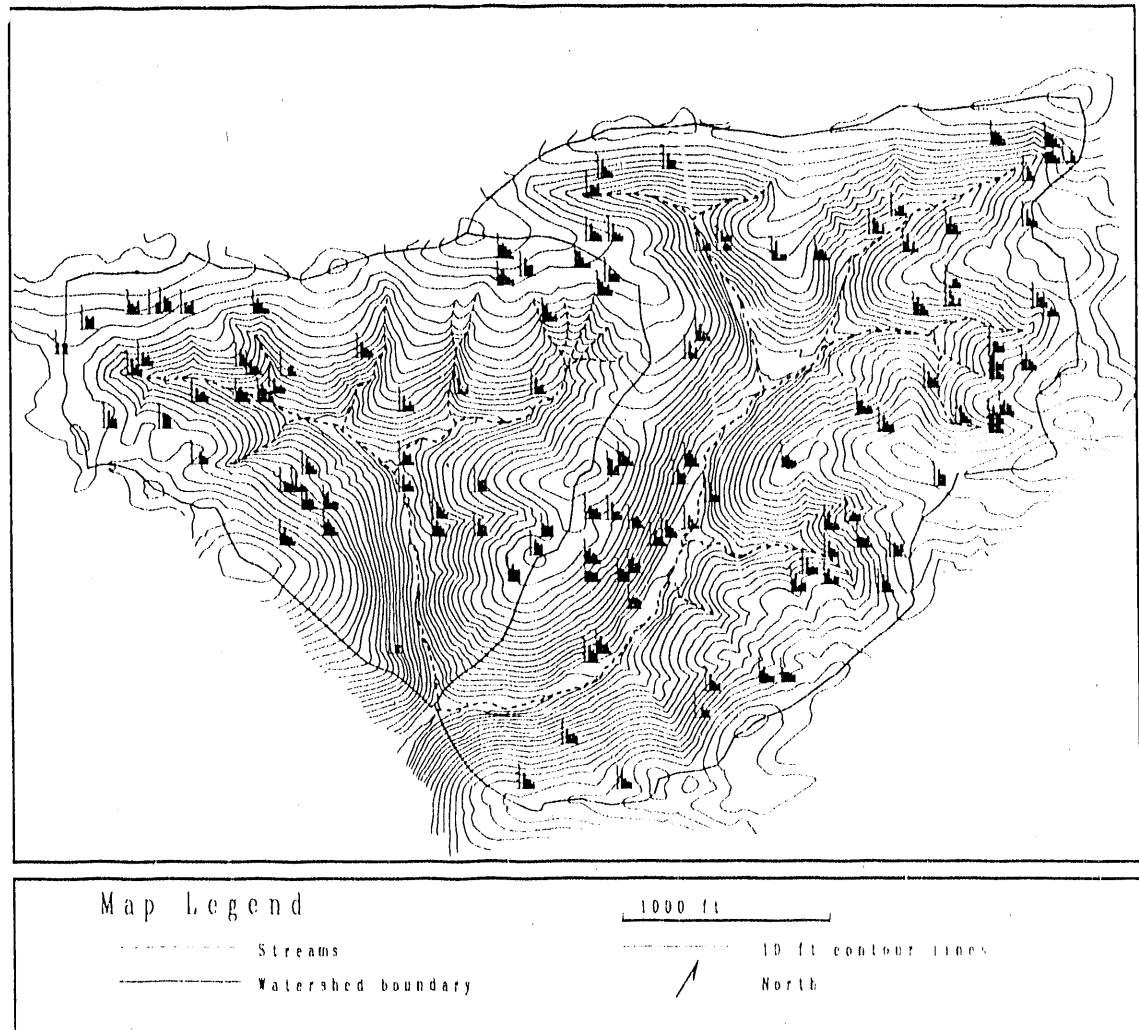 Map Legend
1000 ft
Streams
10 ft contour lines
Watershed boundary
North